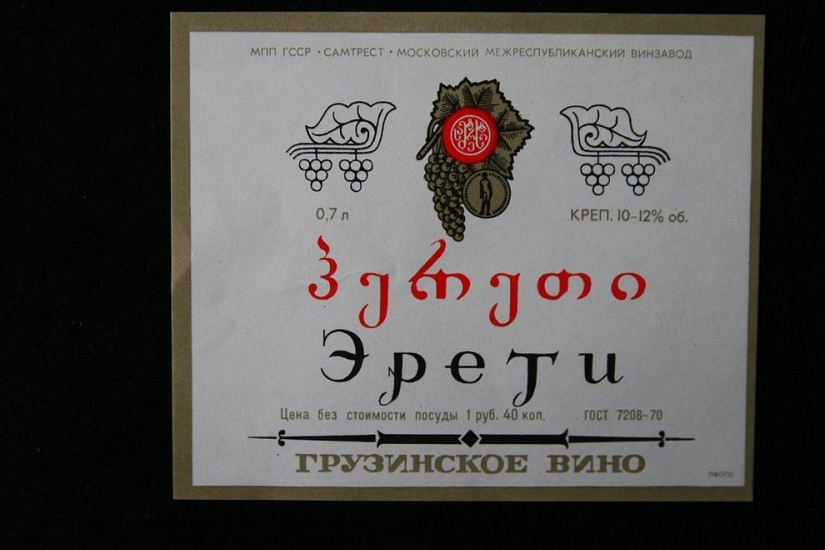 МПП ГССР • САМТРЕСТ • МОСКОВСКИЙ МЕЖРЕСПУБЛИКАНСКИЙ ВИНЗАВОД
0,7 л
КРЕП. 10–12% об.
ჰერეთი
Эрети
Цена без стоимости посуды 1 руб. 40 коп. ГОСТ 7208–70
ГРУЗИНСКОЕ ВИНО